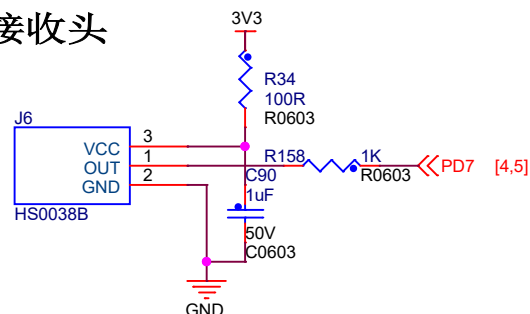 接收头
3V3
R34
100R
R0603
J6
VCC 3
OUT 1
GND 2
HS0038B
R158 1K
R0603
PD7 [4,5]
C90
1uF
50V
C0603
GND